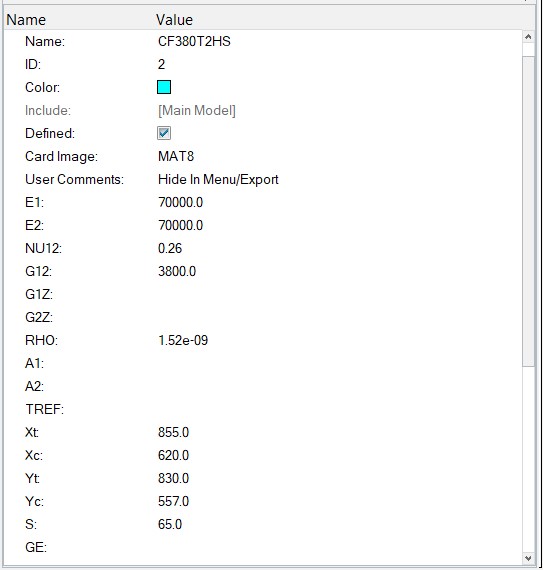 Name Value
Name: CF380T2HS
ID: 2
Color:
Include: [Main Model]
Defined:
Card Image: MAT8
User Comments: Hide In Menu/Export
E1: 70000.0
E2: 70000.0
NU12: 0.26
G12: 3800.0
G1Z:
G2Z:
RHO: 1.52e-09
A1:
A2:
TREF:
Xt: 855.0
Xc: 620.0
Yt: 830.0
Yc: 557.0
S: 65.0
GE: